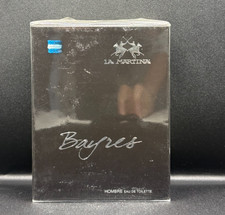 LA MARTINA
Bayres
HOMBRE EAU DE TOILETTE